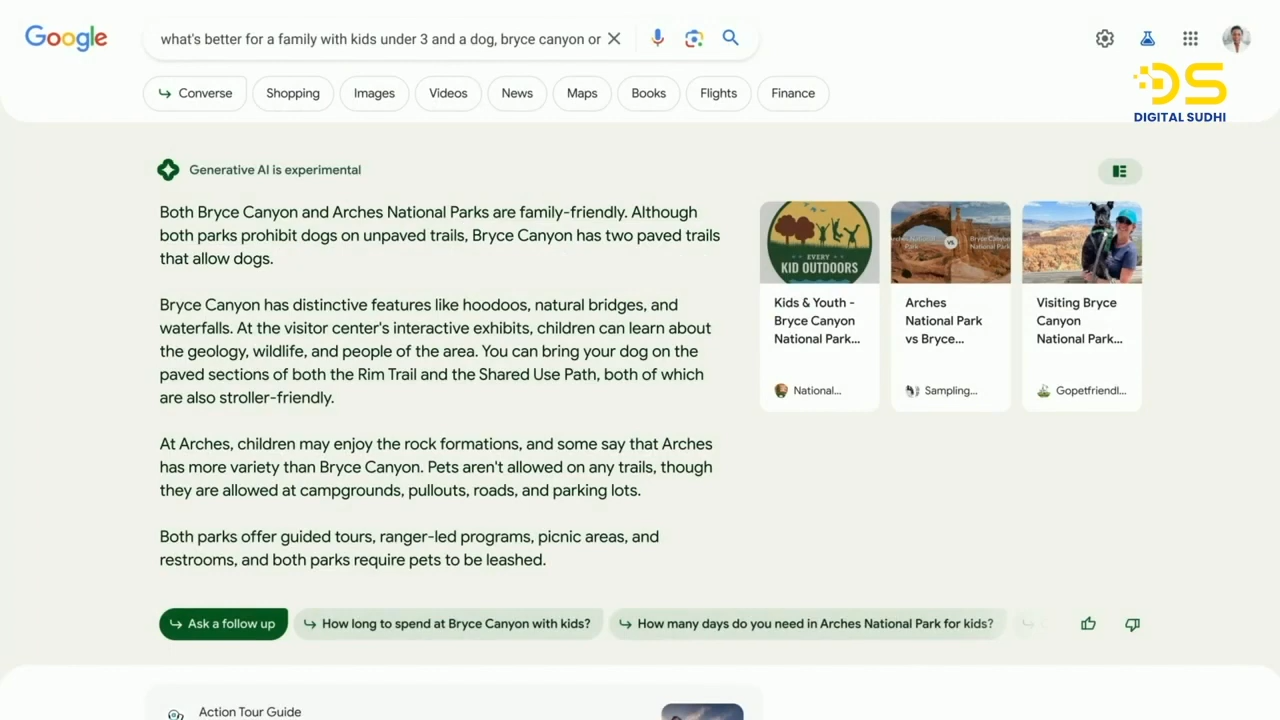 Google
what's better for a family with kids under 3 and a dog, bryce canyon or
DS
DIGITAL SUDHI
Converse
Shopping
Images
Videos
News
Maps
Books
Flights
Finance
Generative AI is experimental
Both Bryce Canyon and Arches National Parks are family-friendly. Although
both parks prohibit dogs on unpaved trails, Bryce Canyon has two paved trails
that allow dogs.
Bryce Canyon has distinctive features like hoodoos, natural bridges, and
waterfalls. At the visitor center's interactive exhibits, children can learn about
the geology, wildlife, and people of the area. You can bring your dog on the
paved sections of both the Rim Trail and the Shared Use Path, both of which
are also stroller-friendly.
At Arches, children may enjoy the rock formations, and some say that Arches
has more variety than Bryce Canyon. Pets aren't allowed on any trails, though
they are allowed at campgrounds, pullouts, roads, and parking lots.
Both parks offer guided tours, ranger-led programs, picnic areas, and
restrooms, and both parks require pets to be leashed.
EVERY
KID OUTDOORS
Kids & Youth -
Bryce Canyon
National Park...
National...
Arches National
Park
VS
Bryce Canyon
National Park
Arches
National Park
vs Bryce...
Sampling...
Visiting Bryce
Canyon
National Park...
Gopetfriendl...
Ask a follow up
How long to spend at Bryce Canyon with kids?
How many days do you need in Arches National Park for kids?
Action Tour Guide